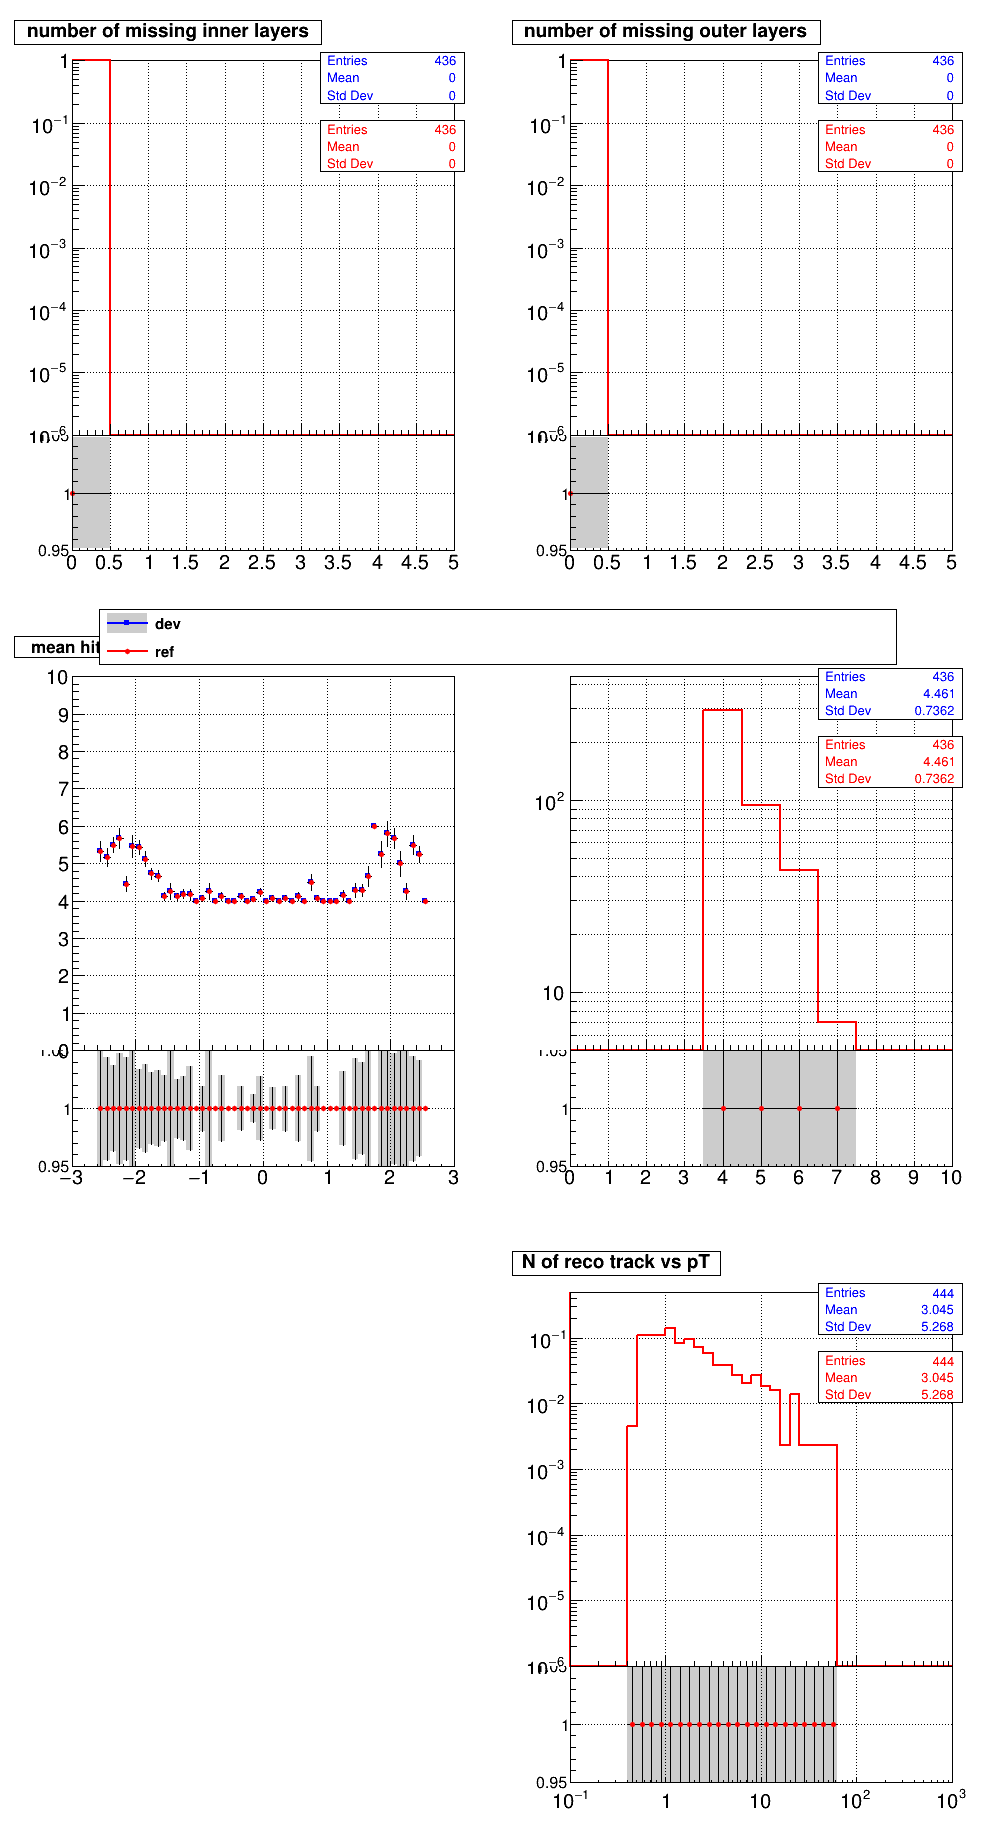 number of missing inner layers
number of missing outer layers
Entries 436
Mean 0
Std Dev 0
Entries 436
Mean 0
Std Dev 0
1
10−1
10−2
10−3
10−4
10−5
10−6
1
0.95
0 0.5 1 1.5 2 2.5 3 3.5 4 4.5 5
Entries 436
Mean 0
Std Dev 0
Entries 436
Mean 0
Std Dev 0
1
10−1
10−2
10−3
10−4
10−5
10−6
1
0.95
0 0.5 1 1.5 2 2.5 3 3.5 4 4.5 5
dev
ref
mean hit
10
9
8
7
6
5
4
3
2
1
0
1
0.95
−3 −2 −1 0 1 2 3
Entries 436
Mean 4.461
Std Dev 0.7362
Entries 436
Mean 4.461
Std Dev 0.7362
102
10
1.05
1
0.95
0 1 2 3 4 5 6 7 8 9 10
N of reco track vs pT
Entries 444
Mean 3.045
Std Dev 5.268
Entries 444
Mean 3.045
Std Dev 5.268
10−1
10−2
10−3
10−4
10−5
10−6
1
0.95
10−1 1 10 102 103